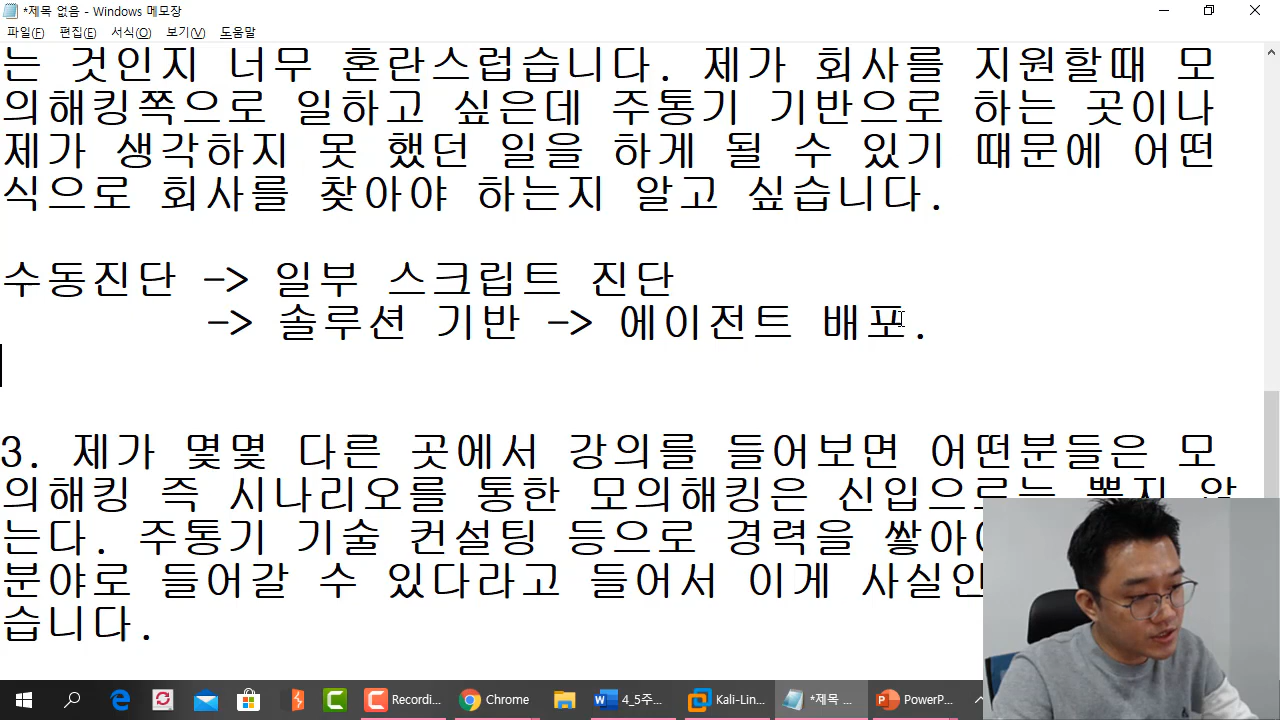 *제목 없음 - Windows 메모장
파일(F) 편집(E) 서식(O) 보기(V) 도움말
는 것인지 너무 혼란스럽습니다. 제가 회사를 지원할때 모
의해킹쪽으로 일하고 싶은데 주통기 기반으로 하는 곳이나
제가 생각하지 못 했던 일을 하게 될 수 있기 때문에 어떤
식으로 회사를 찾아야 하는지 알고 싶습니다.
수동진단 -> 일부 스크립트 진단
-> 솔루션 기반 -> 에이전트 배포.
3. 제가 몇몇 다른 곳에서 강의를 들어보면 어떤분들은 모
의해킹 즉 시나리오를 통한 모의해킹은 신입으로는 뽑지 않
는다. 주통기 기술 컨설팅 등으로 경력을
분야로 들어갈 수 있다라고 들어서 이게
습니다.
Recordi... Chrome 4_5주... Kali-Lin... *제목 ... PowerP...